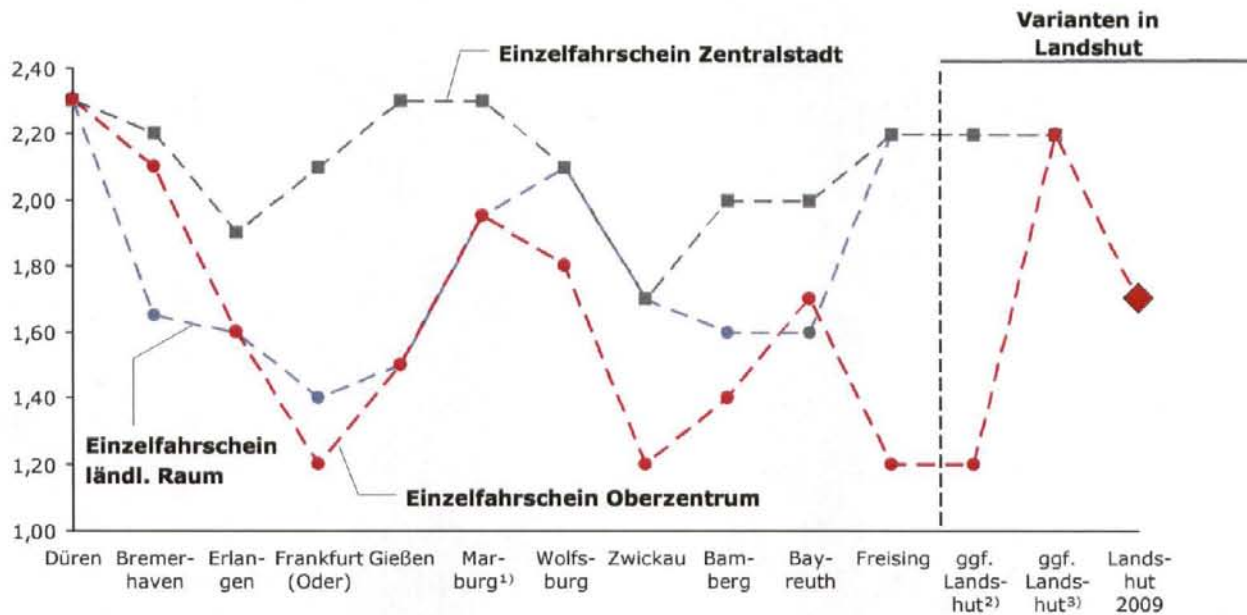 Varianten in
Landshut
Einzelfahrschein Zentralstadt
2,40
2,20
2,00
1,80
1,60
1,40
1,20
1,00
Einzelfahrschein
ländl. Raum
Einzelfahrschein Oberzentrum
Düren
Bremer-
haven
Erlan-
gen
Frankfurt
(Oder)
Gießen
Mar-
burg¹⁾
Wolfs-
burg
Zwickau
Bam-
berg
Bay-
reuth
Freising
ggf.
Lands-
hut²⁾
ggf.
Lands-
hut³⁾
Lands-
hut
2009